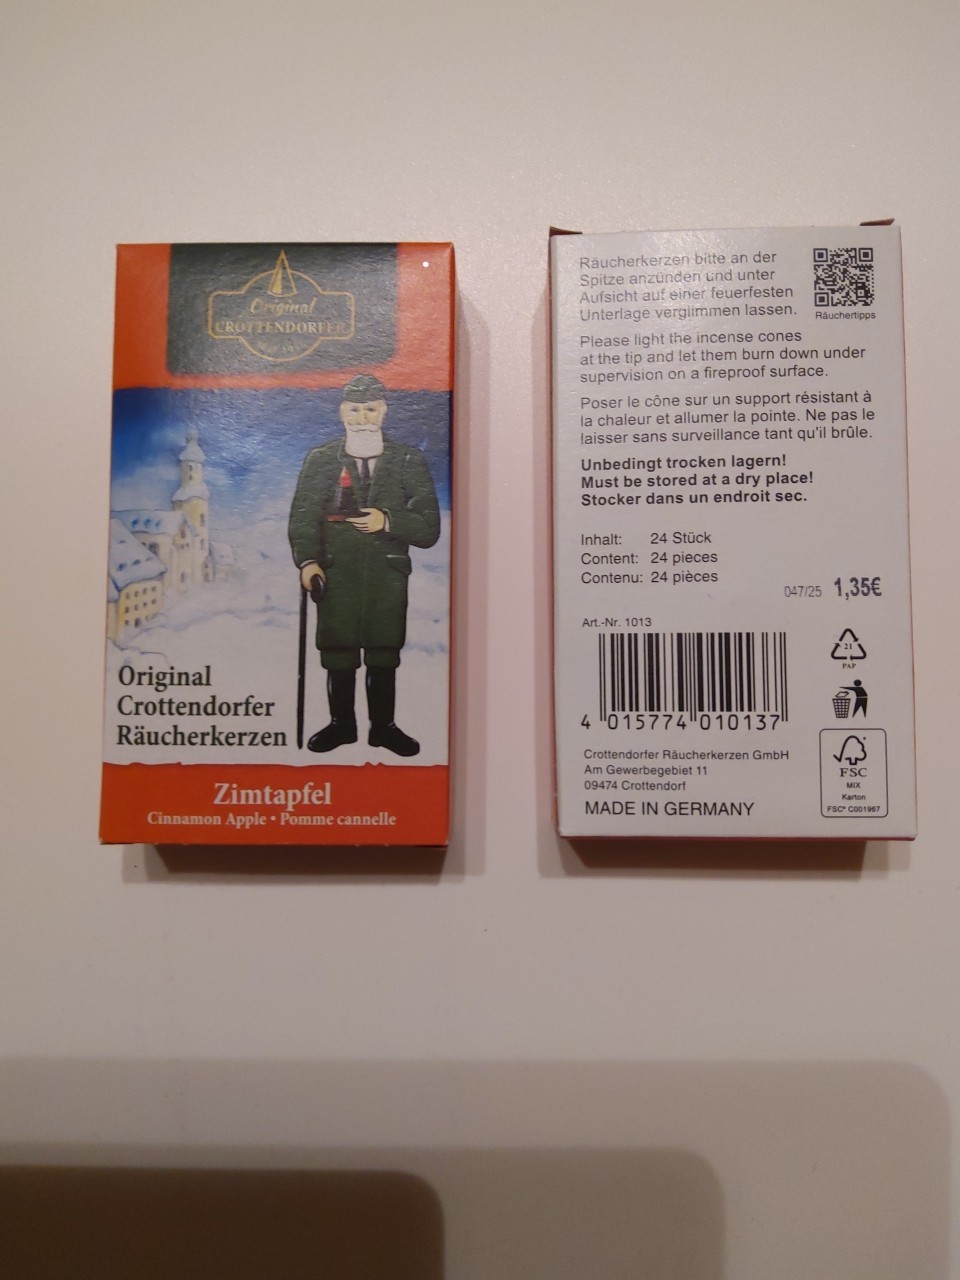 Original
CROTTENDORFER
Original
Crottendorfer
Räucherkerzen
Zimtapfel
Cinnamon Apple • Pomme cannelle
Räucherkerzen bitte an der
Spitze anzünden und unter
Aufsicht auf einer feuerfesten
Unterlage verglimmen lassen.
Räuchertipps
Please light the incense cones
at the tip and let them burn down under
supervision on a fireproof surface.
Poser le cône sur un support résistant à
la chaleur et allumer la pointe. Ne pas le
laisser sans surveillance tant qu'il brûle.
Unbedingt trocken lagern!
Must be stored at a dry place!
Stocker dans un endroit sec.
Inhalt: 24 Stück
Content: 24 pieces
Contenu: 24 pièces
047/25 1,35€
Art.-Nr. 1013
4 015774 010137
21
PAP
Crottendorfer Räucherkerzen GmbH
Am Gewerbegebiet 11
09474 Crottendorf
MADE IN GERMANY
FSC
MIX
Karton
FSC® C001967